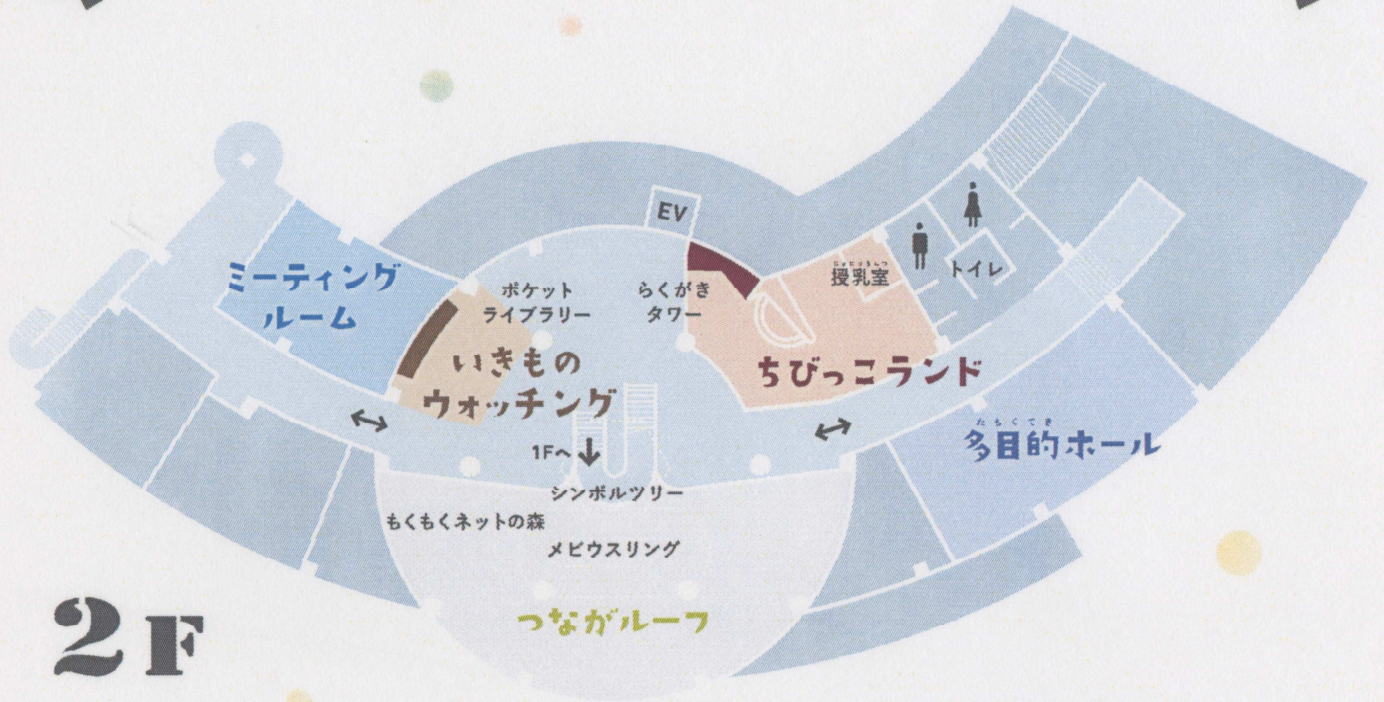 EV
ミーティング
ルーム
ポケット
ライブラリー
いきもの
ウォッチング
らくがき
タワー
じゅにゅうしつ
授乳室
トイレ
ちびっこランド
たもくてき
多目的ホール
1Fへ
シンボルツリー
もくもくネットの森
メビウスリング
つながルーフ
2F